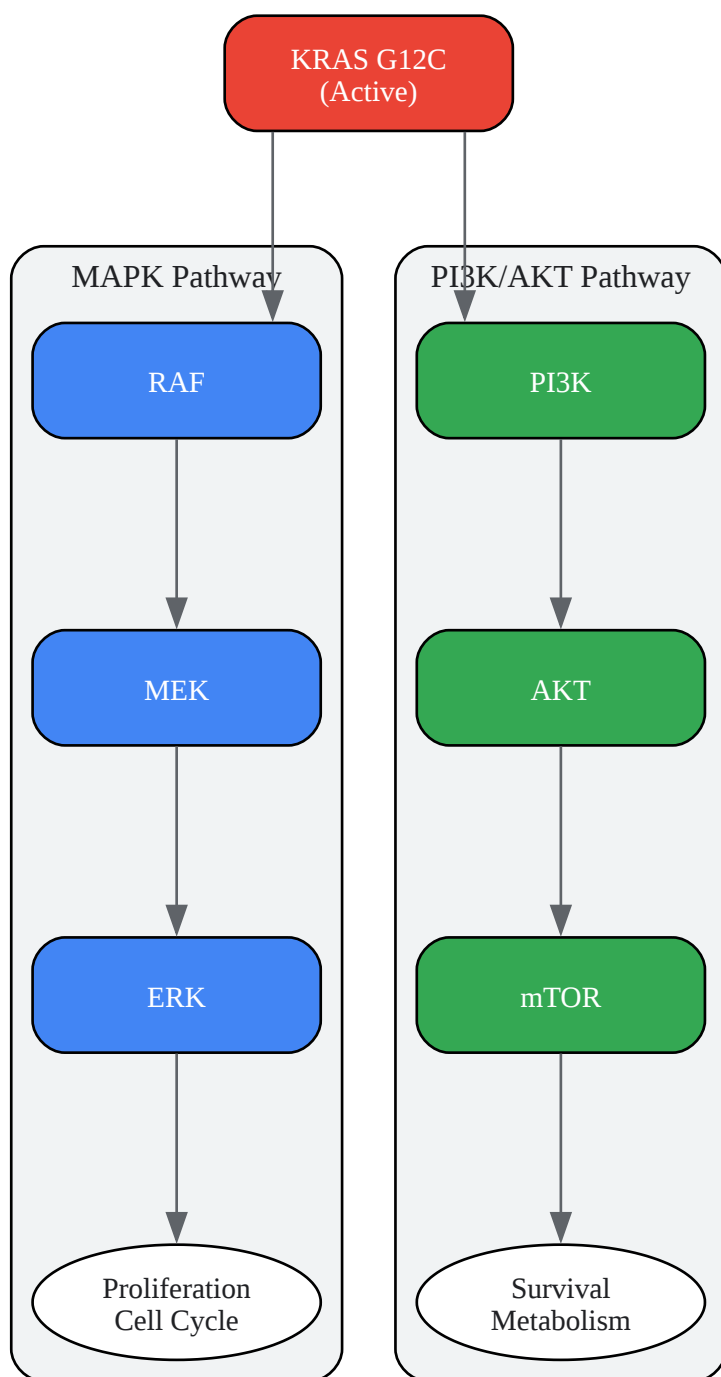 KRAS G12C
(Active)
MAPK Pathway
RAF
MEK
ERK
Proliferation
Cell Cycle
PI3K/AKT Pathway
PI3K
AKT
mTOR
Survival
Metabolism